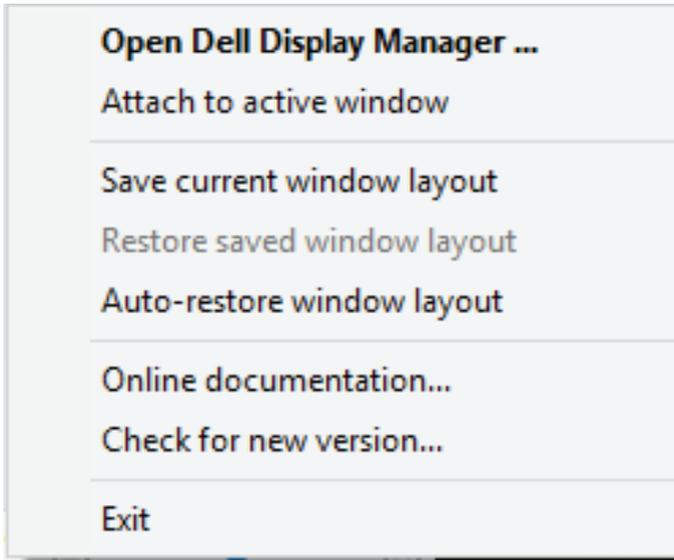 Open Dell Display Manager ...
Attach to active window
Save current window layout
Restore saved window layout
Auto-restore window layout
Online documentation...
Check for new version...
Exit